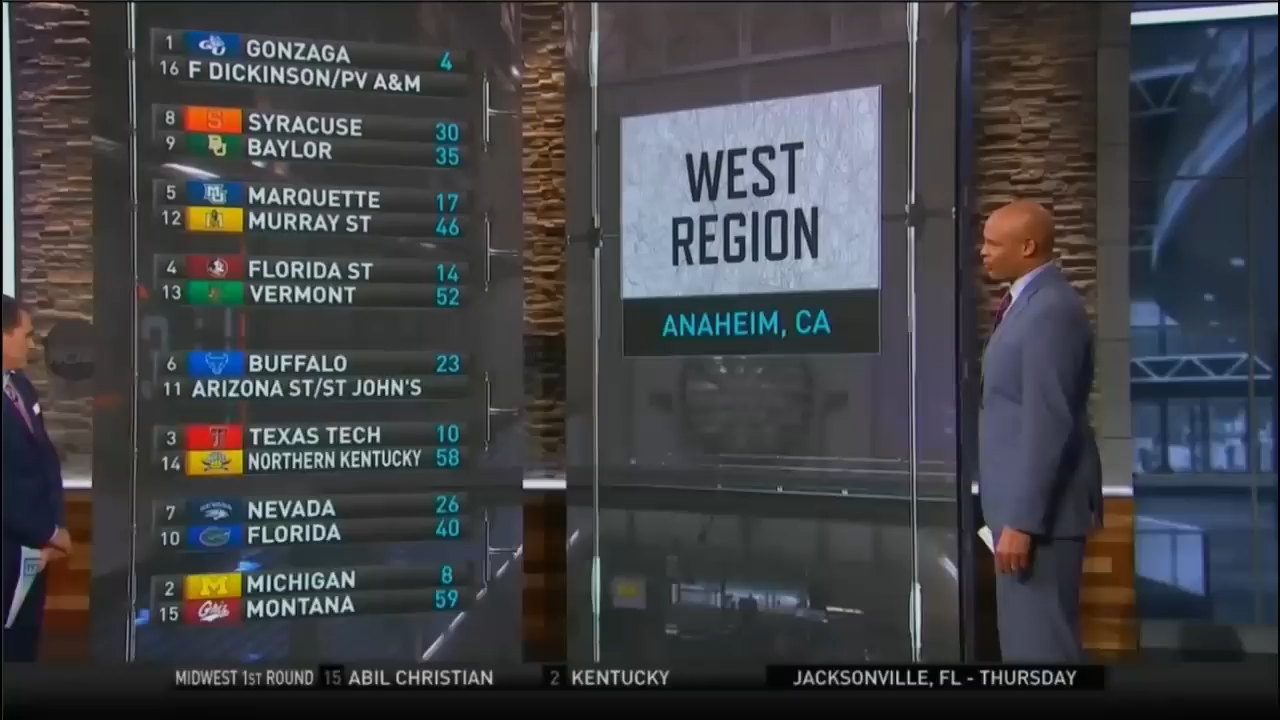 1 GONZAGA 4
16 F DICKINSON/PV A&M
8 SYRACUSE 30
9 BAYLOR 35
5 MARQUETTE 17
12 MURRAY ST 46
4 FLORIDA ST 14
13 VERMONT 52
6 BUFFALO 23
11 ARIZONA ST/ST JOHN'S
3 TEXAS TECH 10
14 NORTHERN KENTUCKY 58
7 NEVADA 26
10 FLORIDA 40
2 MICHIGAN 8
15 MONTANA 59
WEST
REGION
ANAHEIM, CA
MIDWEST 1ST ROUND 15 ABIL CHRISTIAN 2 KENTUCKY JACKSONVILLE, FL - THURSDAY